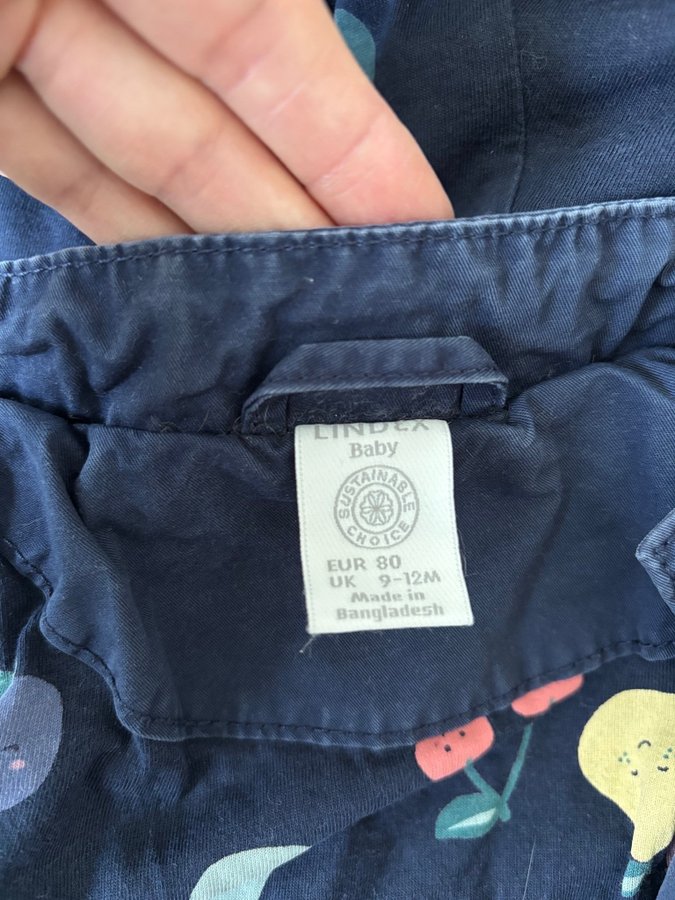 LINDEX
Baby
SUSTAINABLE
CHOICE
EUR 80
UK 9-12M
Made in
Bangladesh